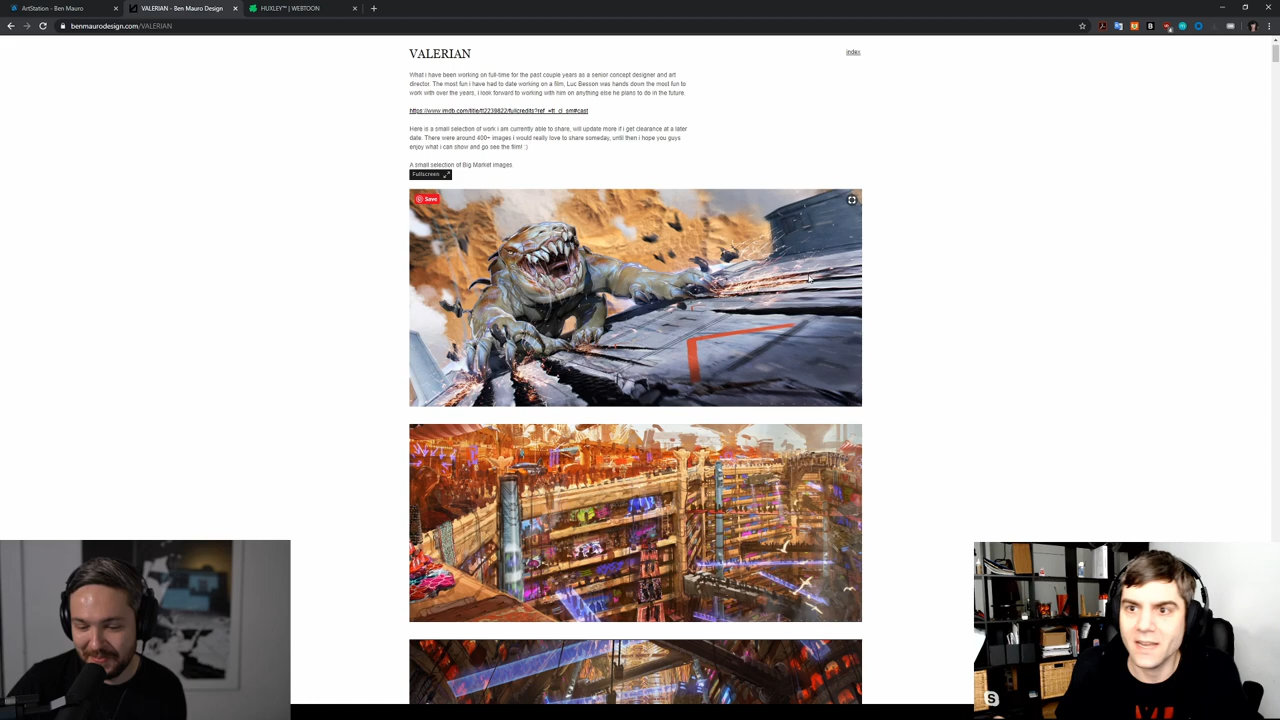 ArtStation - Ben Mauro
VALERIAN - Ben Mauro Design
HUXLEY™ | WEBTOON
benmaurodesign.com/VALERIAN
VALERIAN
index
What i have been working on full-time for the past couple years as a senior concept designer and art
director. The most fun i have had to date working on a film, Luc Besson was hands down the most fun to
work with over the years, i look forward to working with him on anything else he plans to do in the future.
https://www.imdb.com/title/tt2239822/fullcredits?ref_=tt_cl_sm#cast
Here is a small selection of work i am currently able to share, will update more if i get clearance at a later
date. There were around 400+ images i would really love to share someday, until then i hope you guys
enjoy what i can show and go see the film! :)
A small selection of Big Market images.
Fullscreen
Save
S